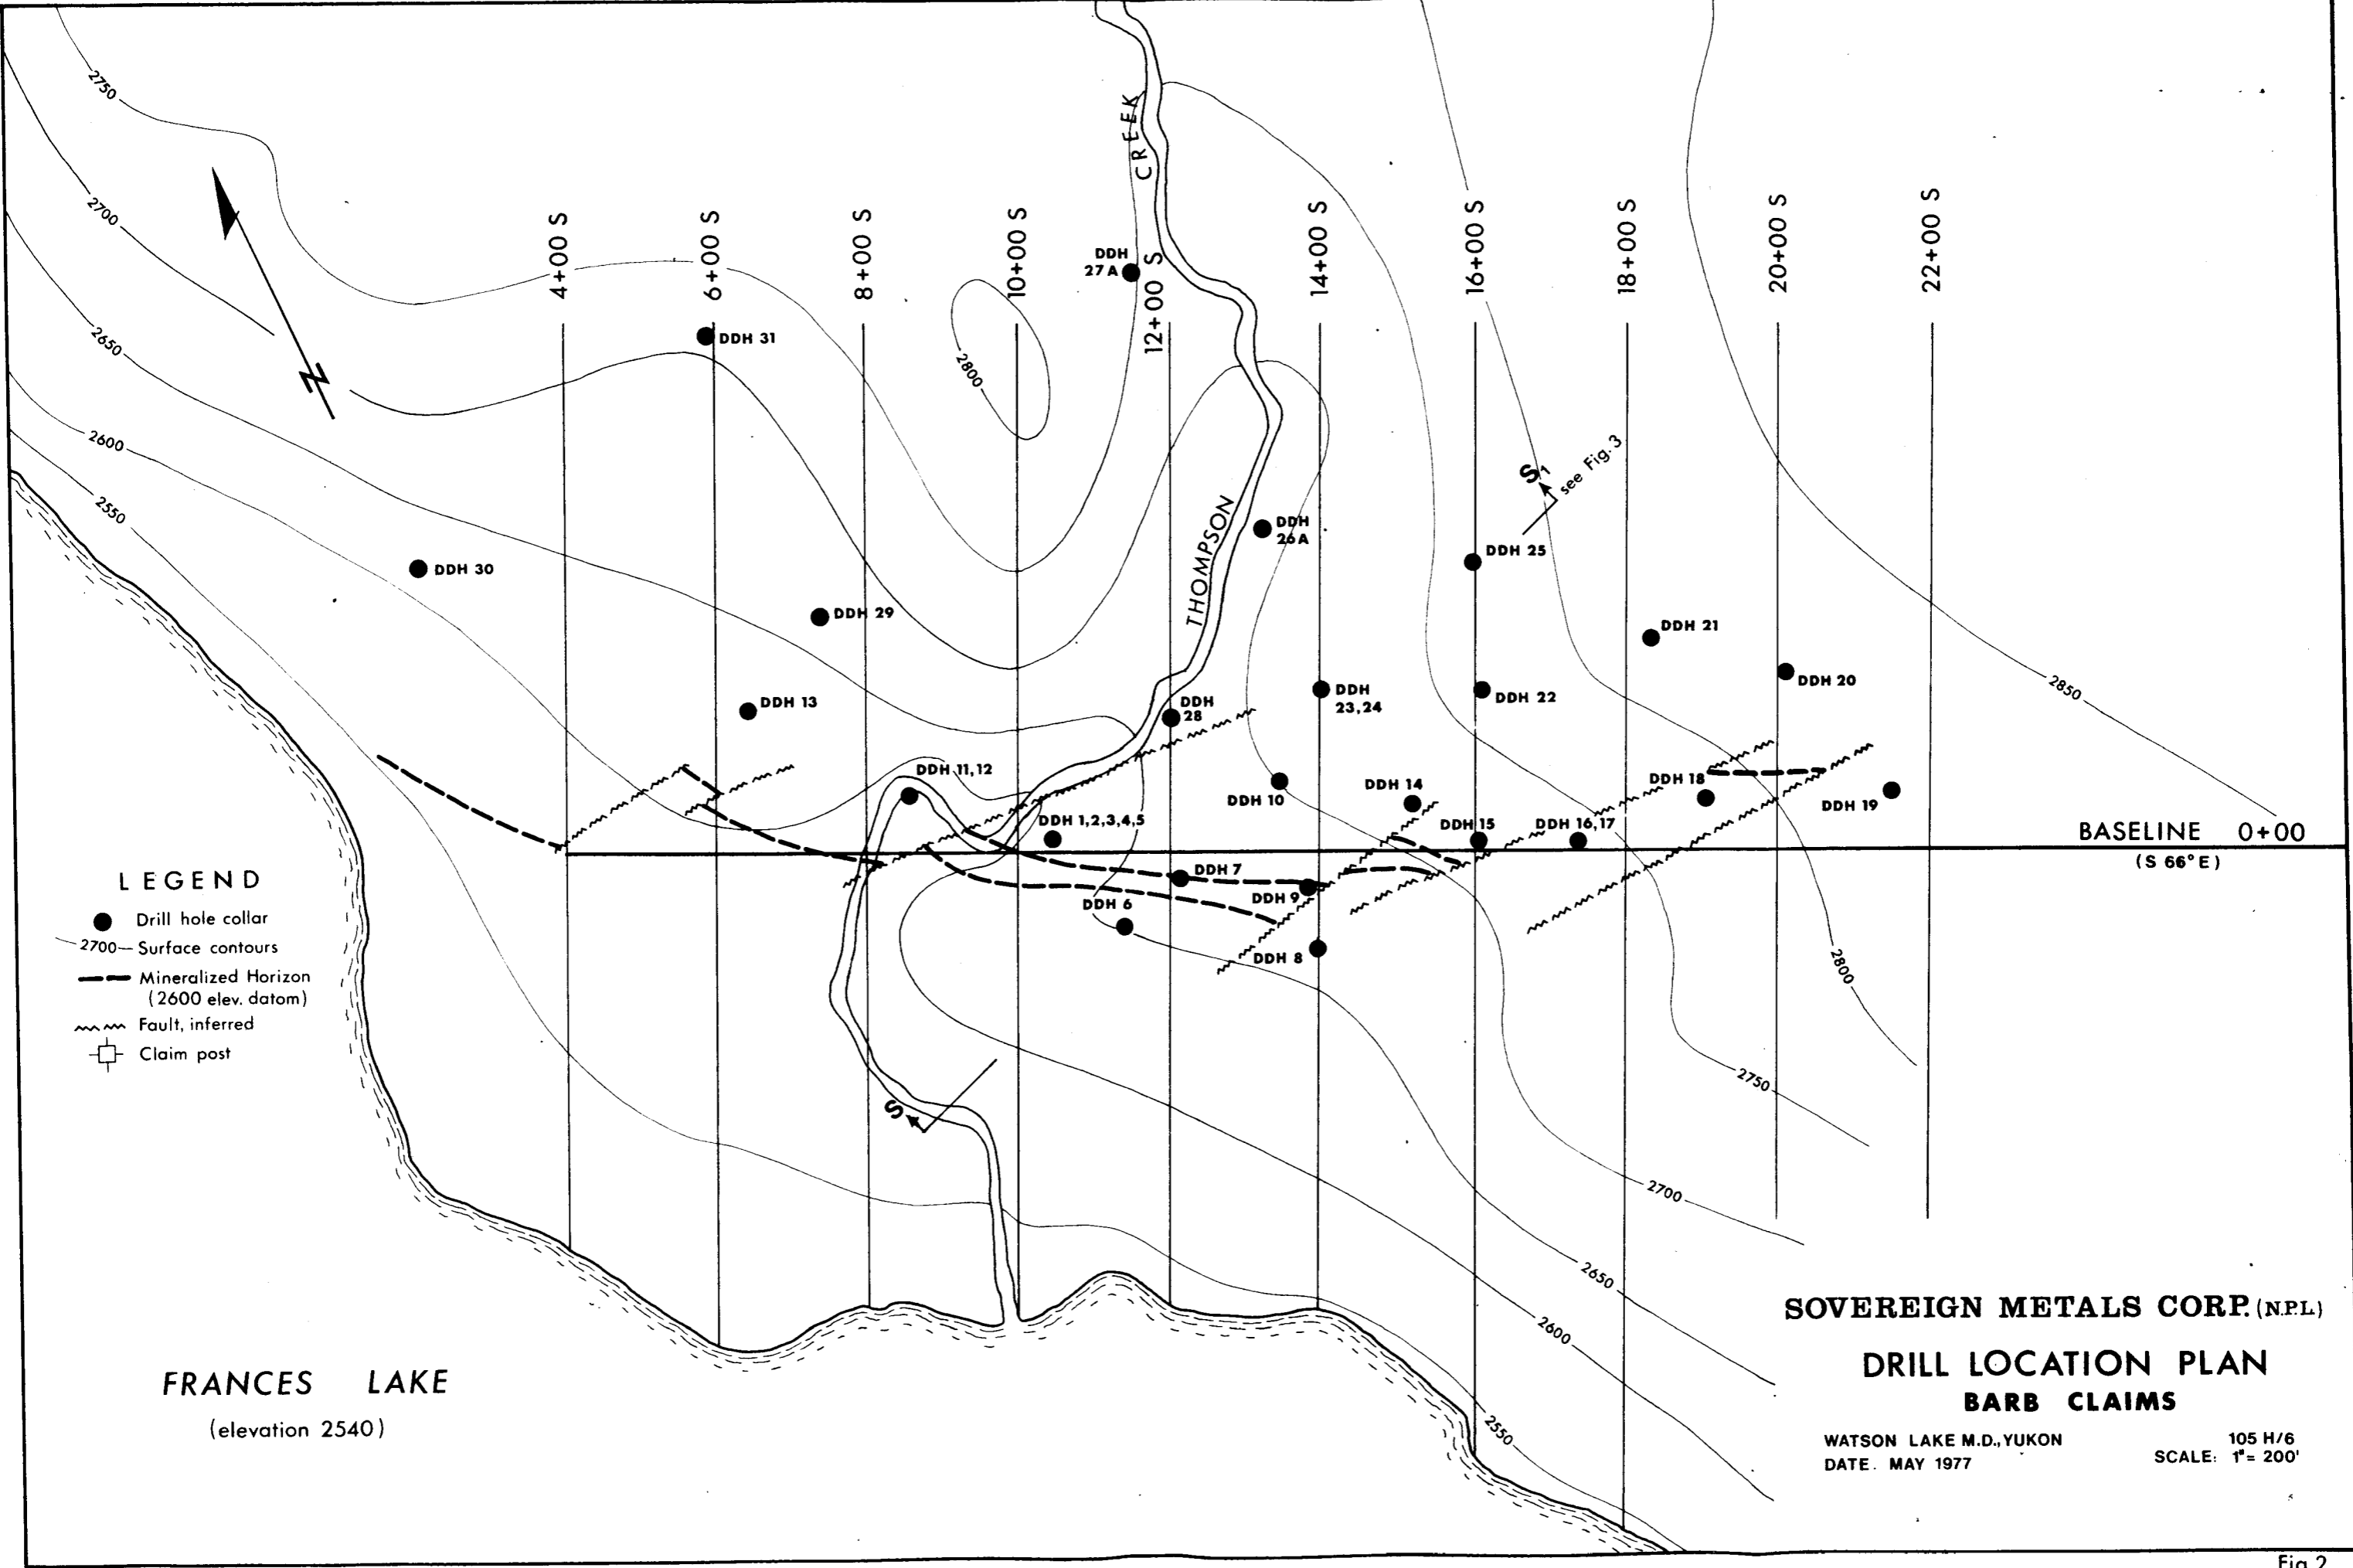 CREEK
2750
2700
2650
2600
2550
4+00 S
6+00 S
8+00 S
10+00 S
12+00 S
14+00 S
16+00 S
18+00 S
20+00 S
22+00 S
N
DDH
27A
DDH 31
2800
S1
see Fig. 3
THOMPSON
DDH
26A
DDH 25
DDH 30
DDH 29
DDH 21
DDH 20
2850
DDH 13
DDH
28
DDH
23,24
DDH 22
DDH 11,12
DDH 10
DDH 14
DDH 18
DDH 19
DDH 1,2,3,4,5
DDH 15
DDH 16,17
BASELINE 0+00
(S 66° E)
DDH 7
DDH 9
DDH 6
DDH 8
2800
LEGEND
Drill hole collar
2700 Surface contours
Mineralized Horizon
(2600 elev. datom)
Fault, inferred
Claim post
S
2750
2700
2650
2600
2550
FRANCES LAKE
(elevation 2540)
SOVEREIGN METALS CORP. (N.P.L)
DRILL LOCATION PLAN
BARB CLAIMS
WATSON LAKE M.D., YUKON 105 H/6
DATE. MAY 1977 SCALE: 1"= 200'
Fig 2